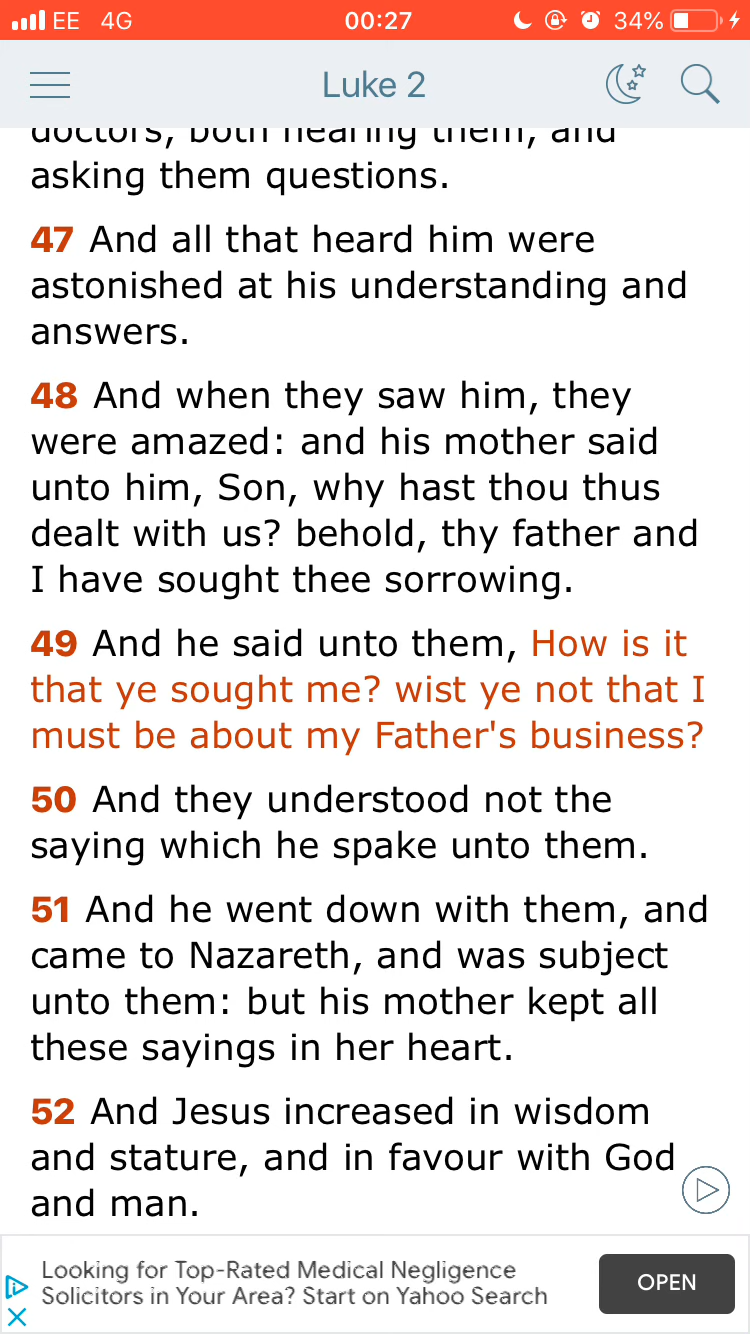 EE 4G 00:27 34%
Luke 2
doctors, both hearing them, and
asking them questions.
47 And all that heard him were
astonished at his understanding and
answers.
48 And when they saw him, they
were amazed: and his mother said
unto him, Son, why hast thou thus
dealt with us? behold, thy father and
I have sought thee sorrowing.
49 And he said unto them, How is it
that ye sought me? wist ye not that I
must be about my Father's business?
50 And they understood not the
saying which he spake unto them.
51 And he went down with them, and
came to Nazareth, and was subject
unto them: but his mother kept all
these sayings in her heart.
52 And Jesus increased in wisdom
and stature, and in favour with God
and man.
Looking for Top-Rated Medical Negligence
Solicitors in Your Area? Start on Yahoo Search
OPEN